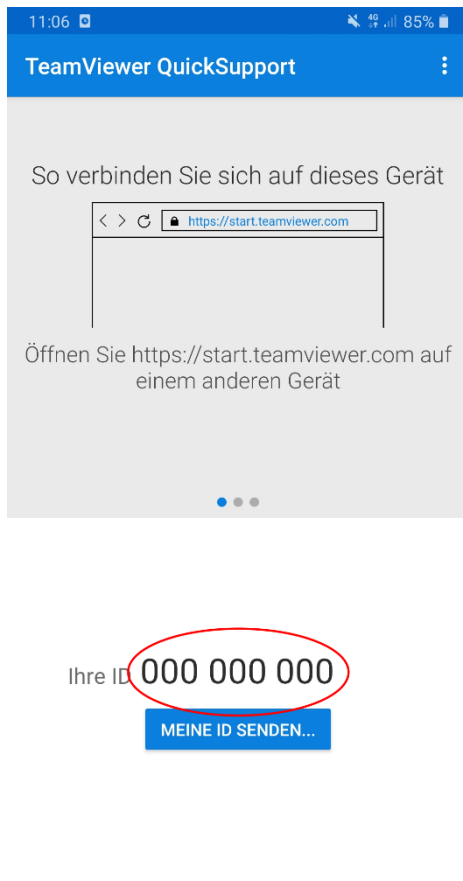 11:06 4G 85%
TeamViewer QuickSupport
So verbinden Sie sich auf dieses Gerät
https://start.teamviewer.com
Öffnen Sie https://start.teamviewer.com auf
einem anderen Gerät
Ihre ID 000 000 000
MEINE ID SENDEN...